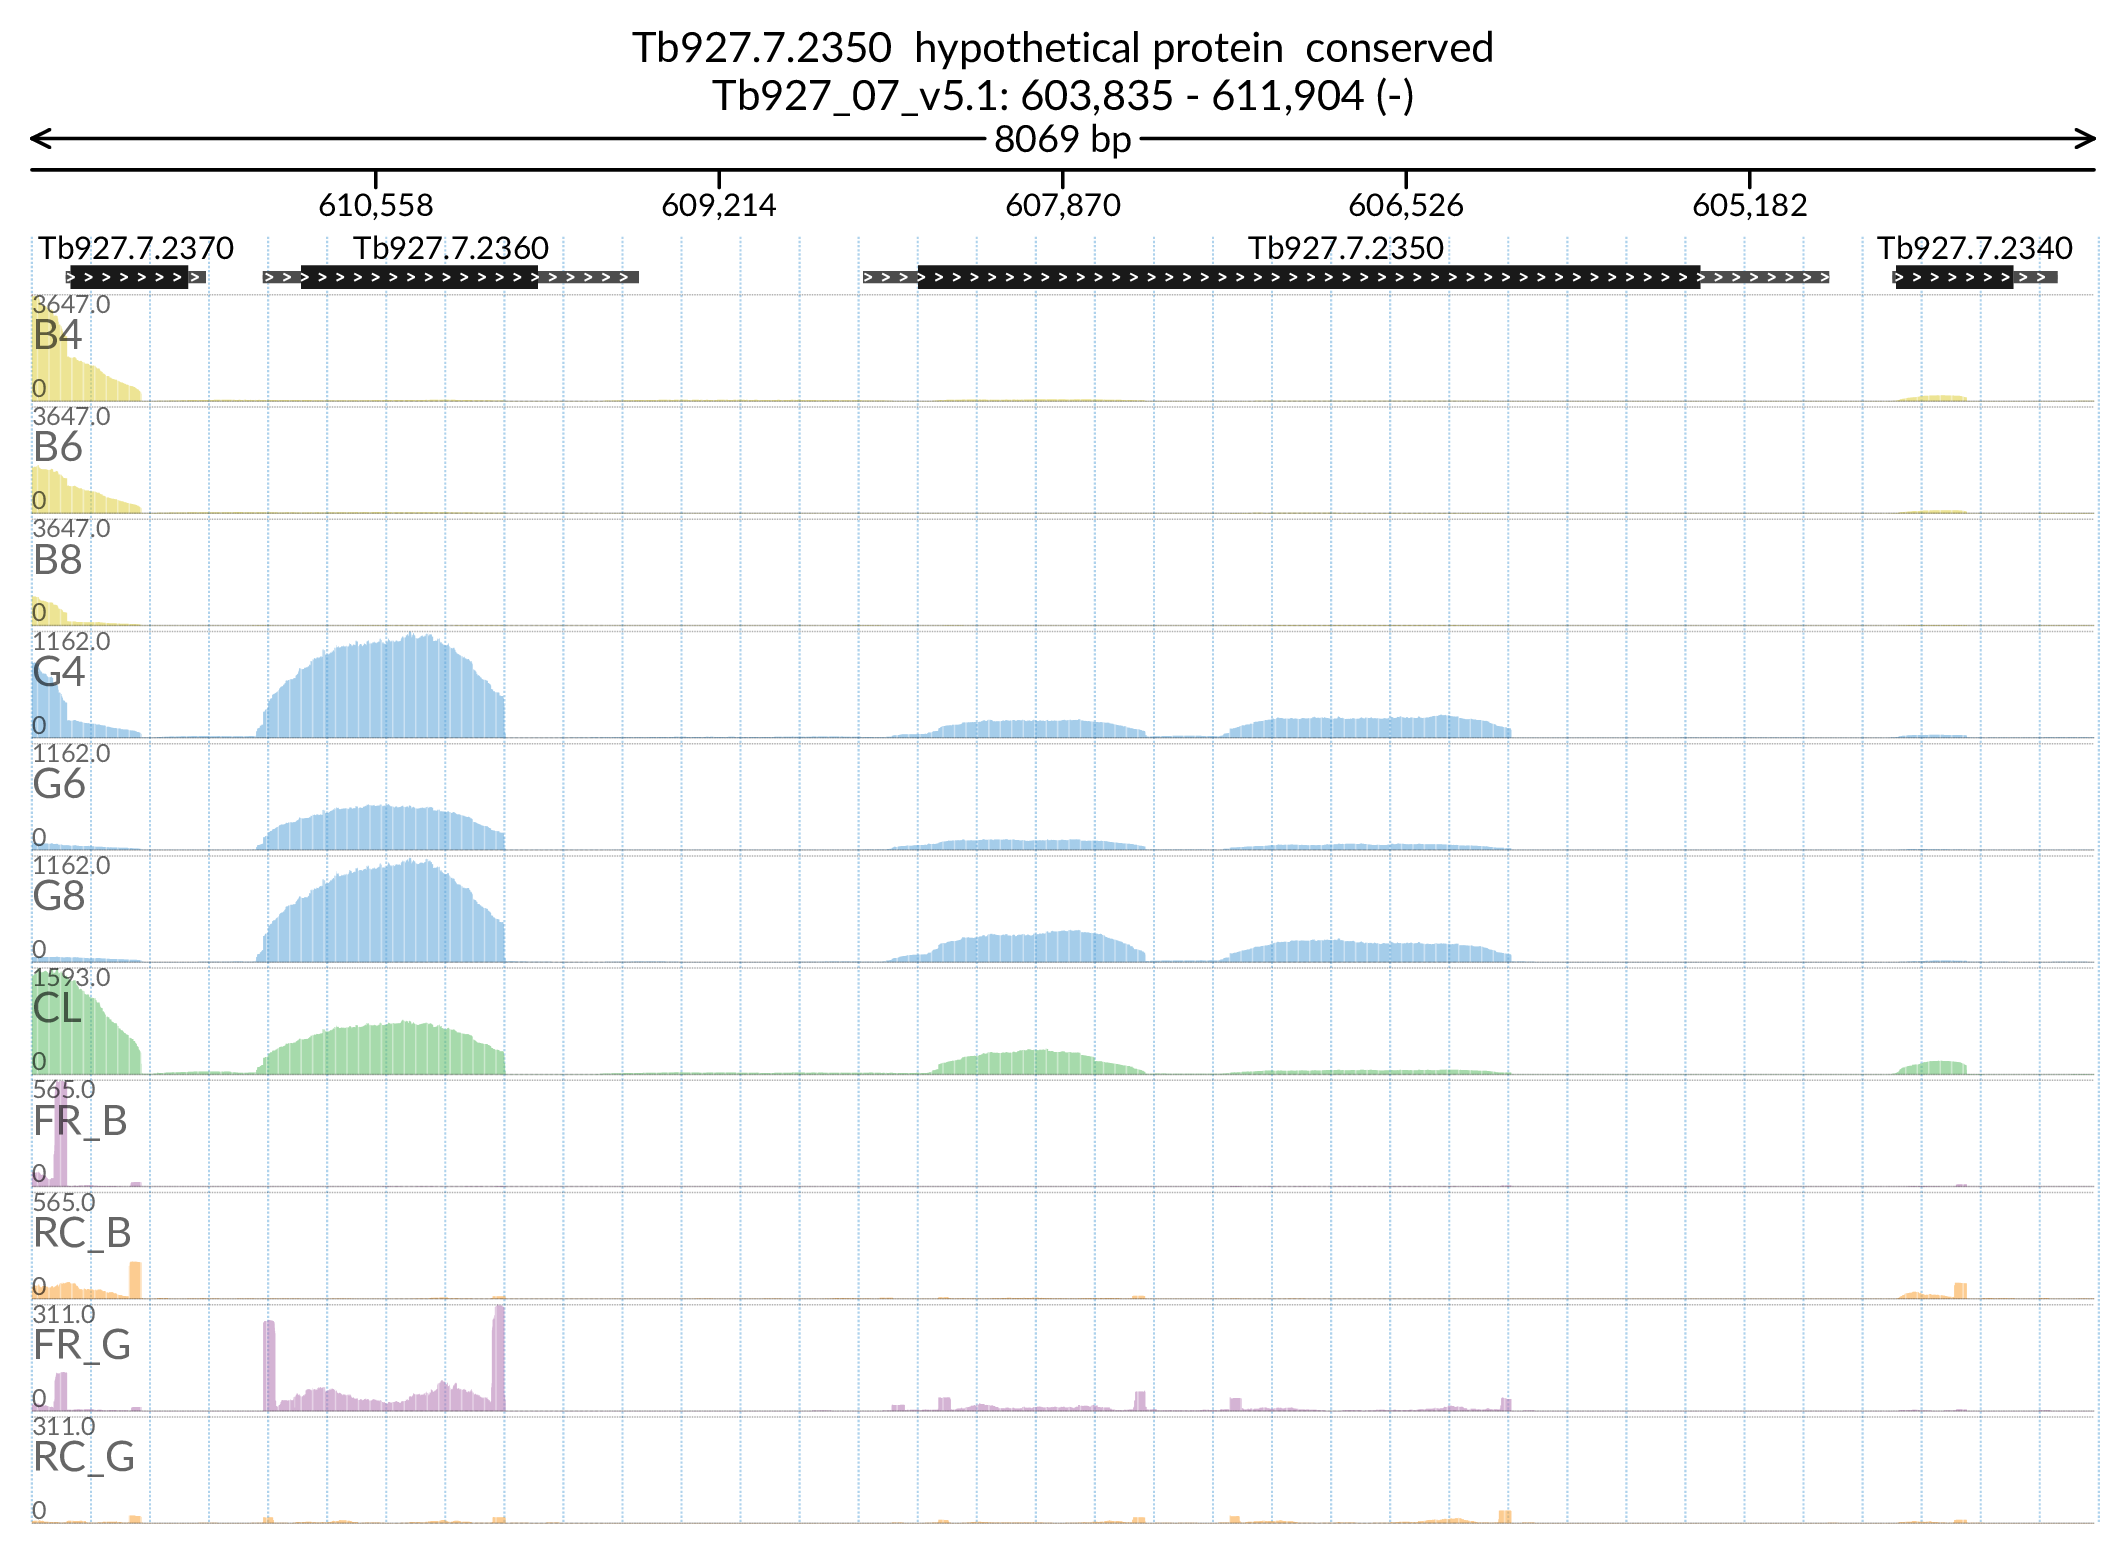 Tb927.7.2350  hypothetical protein  conserved
Tb927_07_v5.1: 603,835 - 611,904 (-)
8069 bp
610,558 609,214 607,870 606,526 605,182
Tb927.7.2370 Tb927.7.2360 Tb927.7.2350 Tb927.7.2340
3647.0
B4
0
3647.0
B6
0
3647.0
B8
0
1162.0
G4
0
1162.0
G6
0
1162.0
G8
0
1593.0
CL
0
565.0
FR_B
0
565.0
RC_B
0
311.0
FR_G
0
311.0
RC_G
0